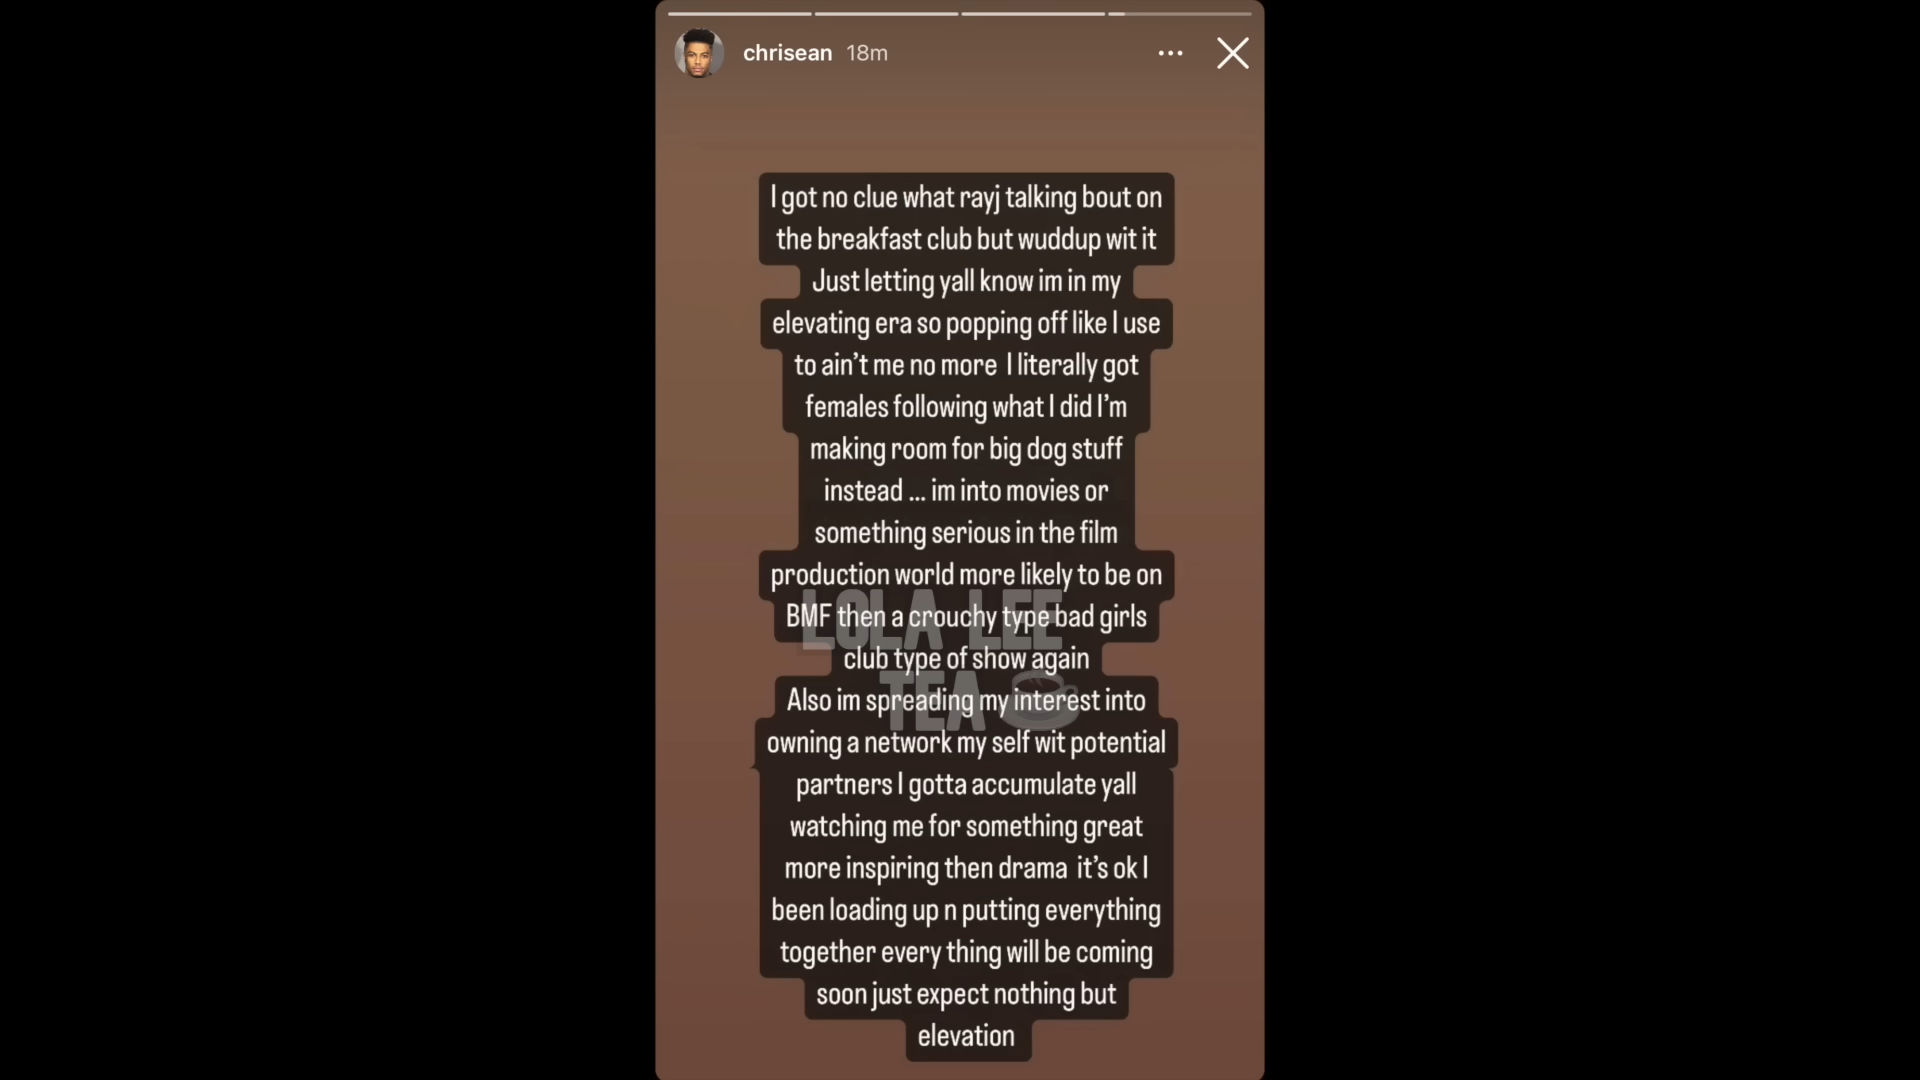 chrisean 18m
I got no clue what rayj talking bout on
the breakfast club but wuddup wit it
Just letting yall know im in my
elevating era so popping off like I use
to ain't me no more I literally got
females following what I did I'm
making room for big dog stuff
instead ... im into movies or
something serious in the film
production world more likely to be on
BMF then a crouchy type bad girls
club type of show again
Also im spreading my interest into
owning a network my self wit potential
partners I gotta accumulate yall
watching me for something great
more inspiring then drama it's ok I
been loading up n putting everything
together every thing will be coming
soon just expect nothing but
elevation
LOLA LEE
TEA